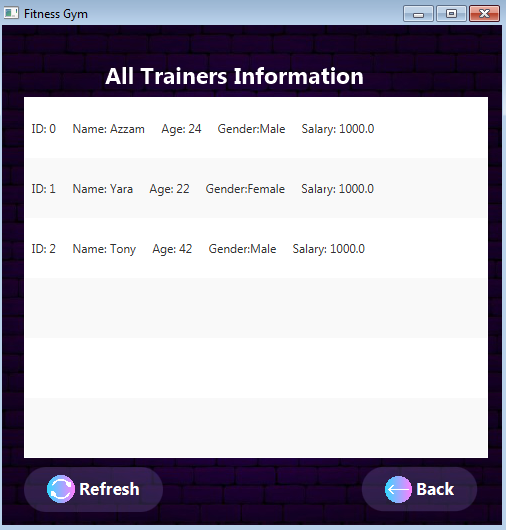 Fitness Gym
All Trainers Information
ID: 0 Name: Azzam Age: 24 Gender:Male Salary: 1000.0
ID: 1 Name: Yara Age: 22 Gender:Female Salary: 1000.0
ID: 2 Name: Tony Age: 42 Gender:Male Salary: 1000.0
Refresh Back